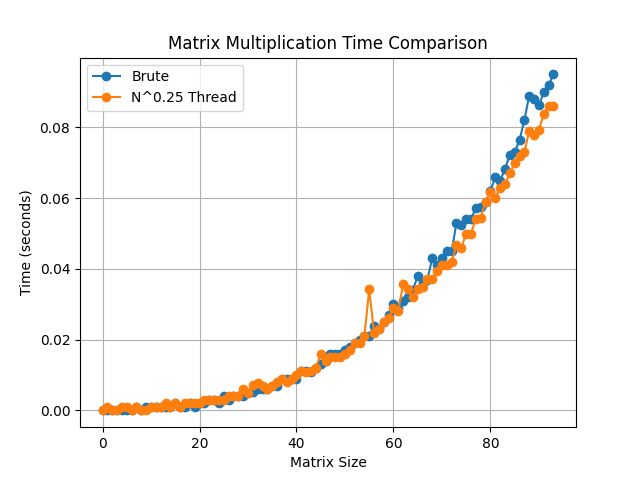 Matrix Multiplication Time Comparison
Brute
N^0.25 Thread
Time (seconds)
0.08
0.06
0.04
0.02
0.00
0
20
40
60
80
Matrix Size